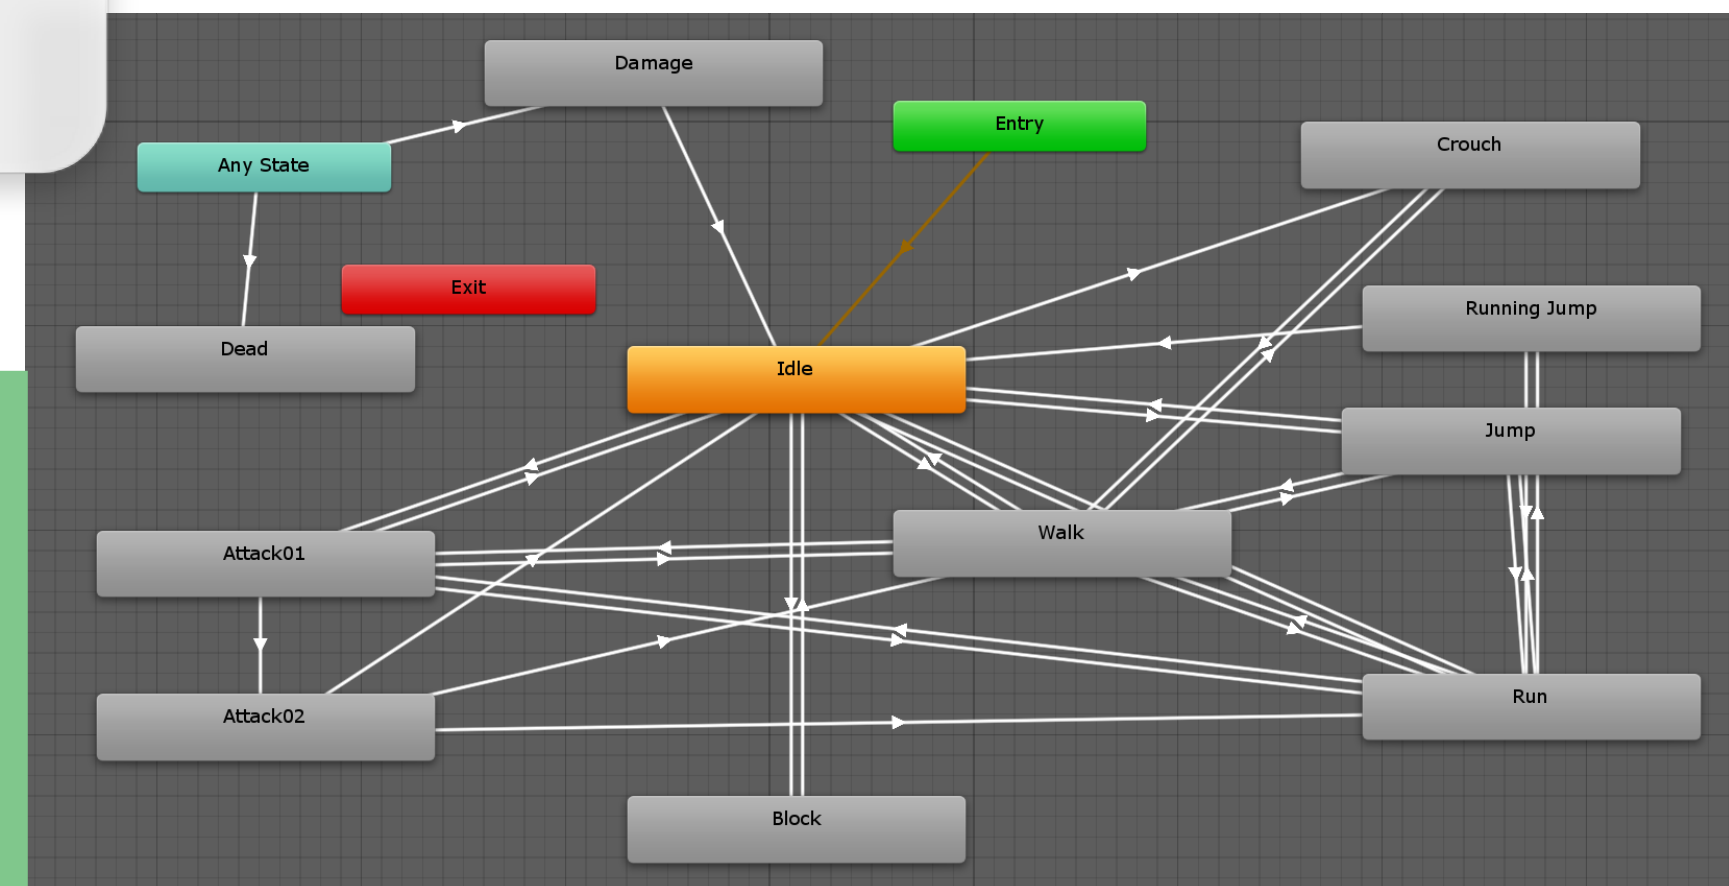 Damage
Entry
Crouch
Any State
Exit
Running Jump
Dead
Idle
Jump
Walk
Attack01
Run
Attack02
Block